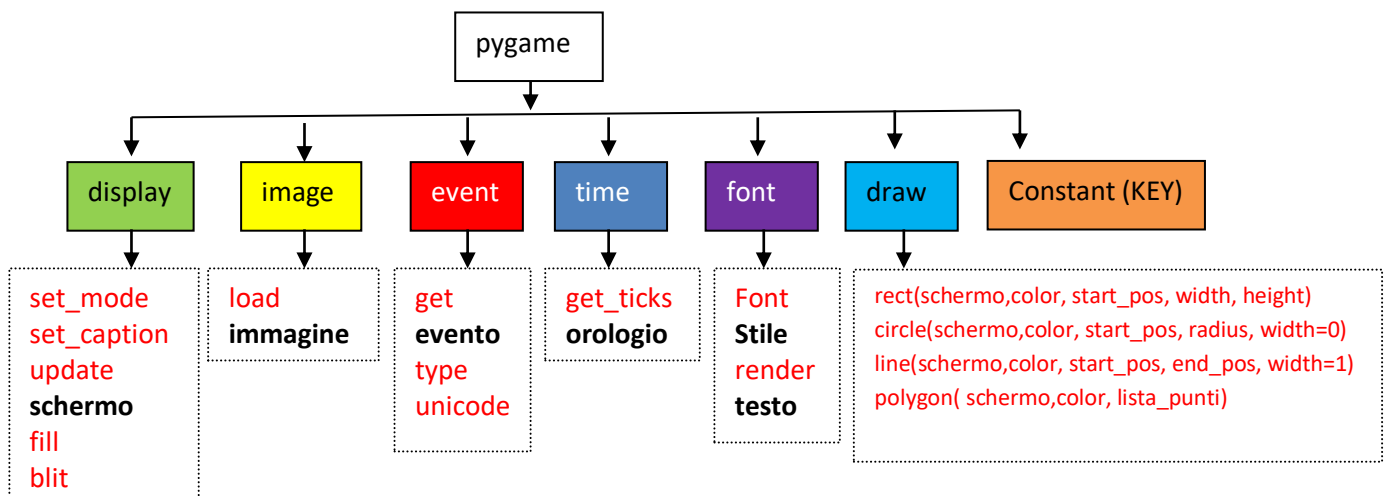 pygame
display
image
event
time
font
draw
Constant (KEY)
set_mode
set_caption
update
schermo
fill
blit
load
immagine
get
evento
type
unicode
get_ticks
orologio
Font
Stile
render
testo
rect(schermo,color, start_pos, width, height)
circle(schermo,color, start_pos, radius, width=0)
line(schermo,color, start_pos, end_pos, width=1)
polygon( schermo,color, lista_punti)